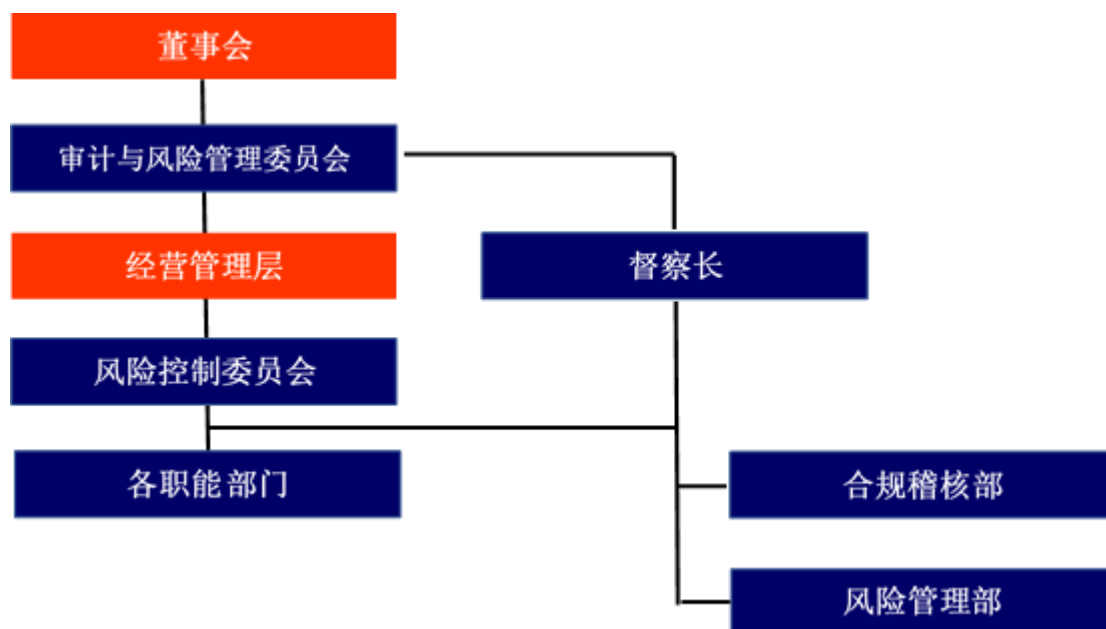 董事会
审计与风险管理委员会
经营管理层
督察长
风险控制委员会
各职能部门
合规稽核部
风险管理部